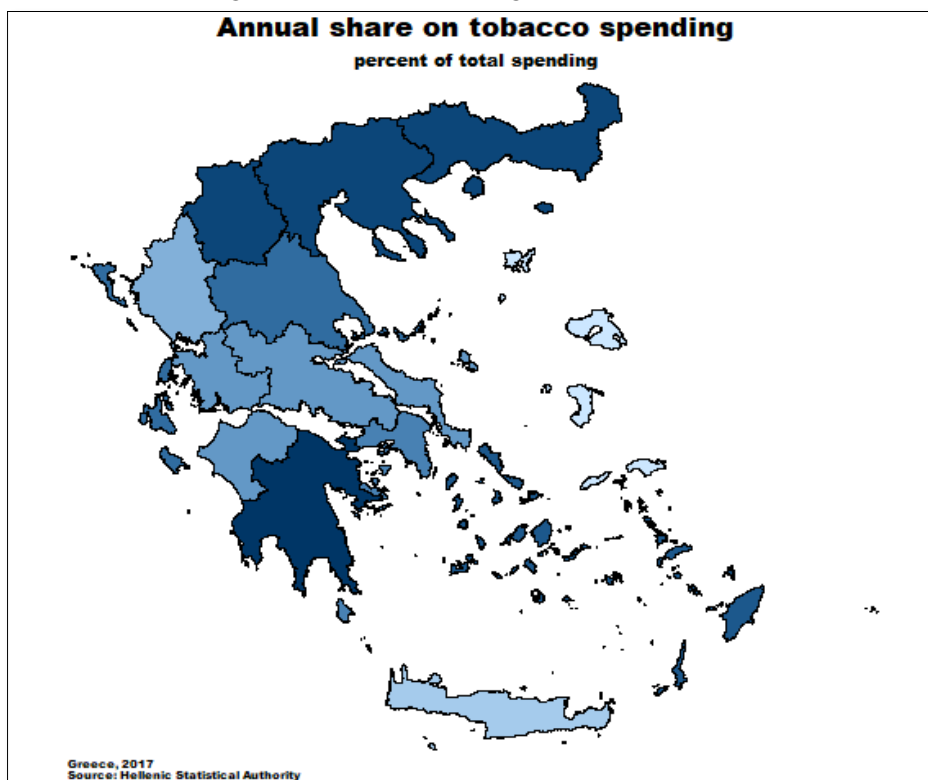 Annual share on tobacco spending
percent of total spending
Greece, 2017
Source: Hellenic Statistical Authority